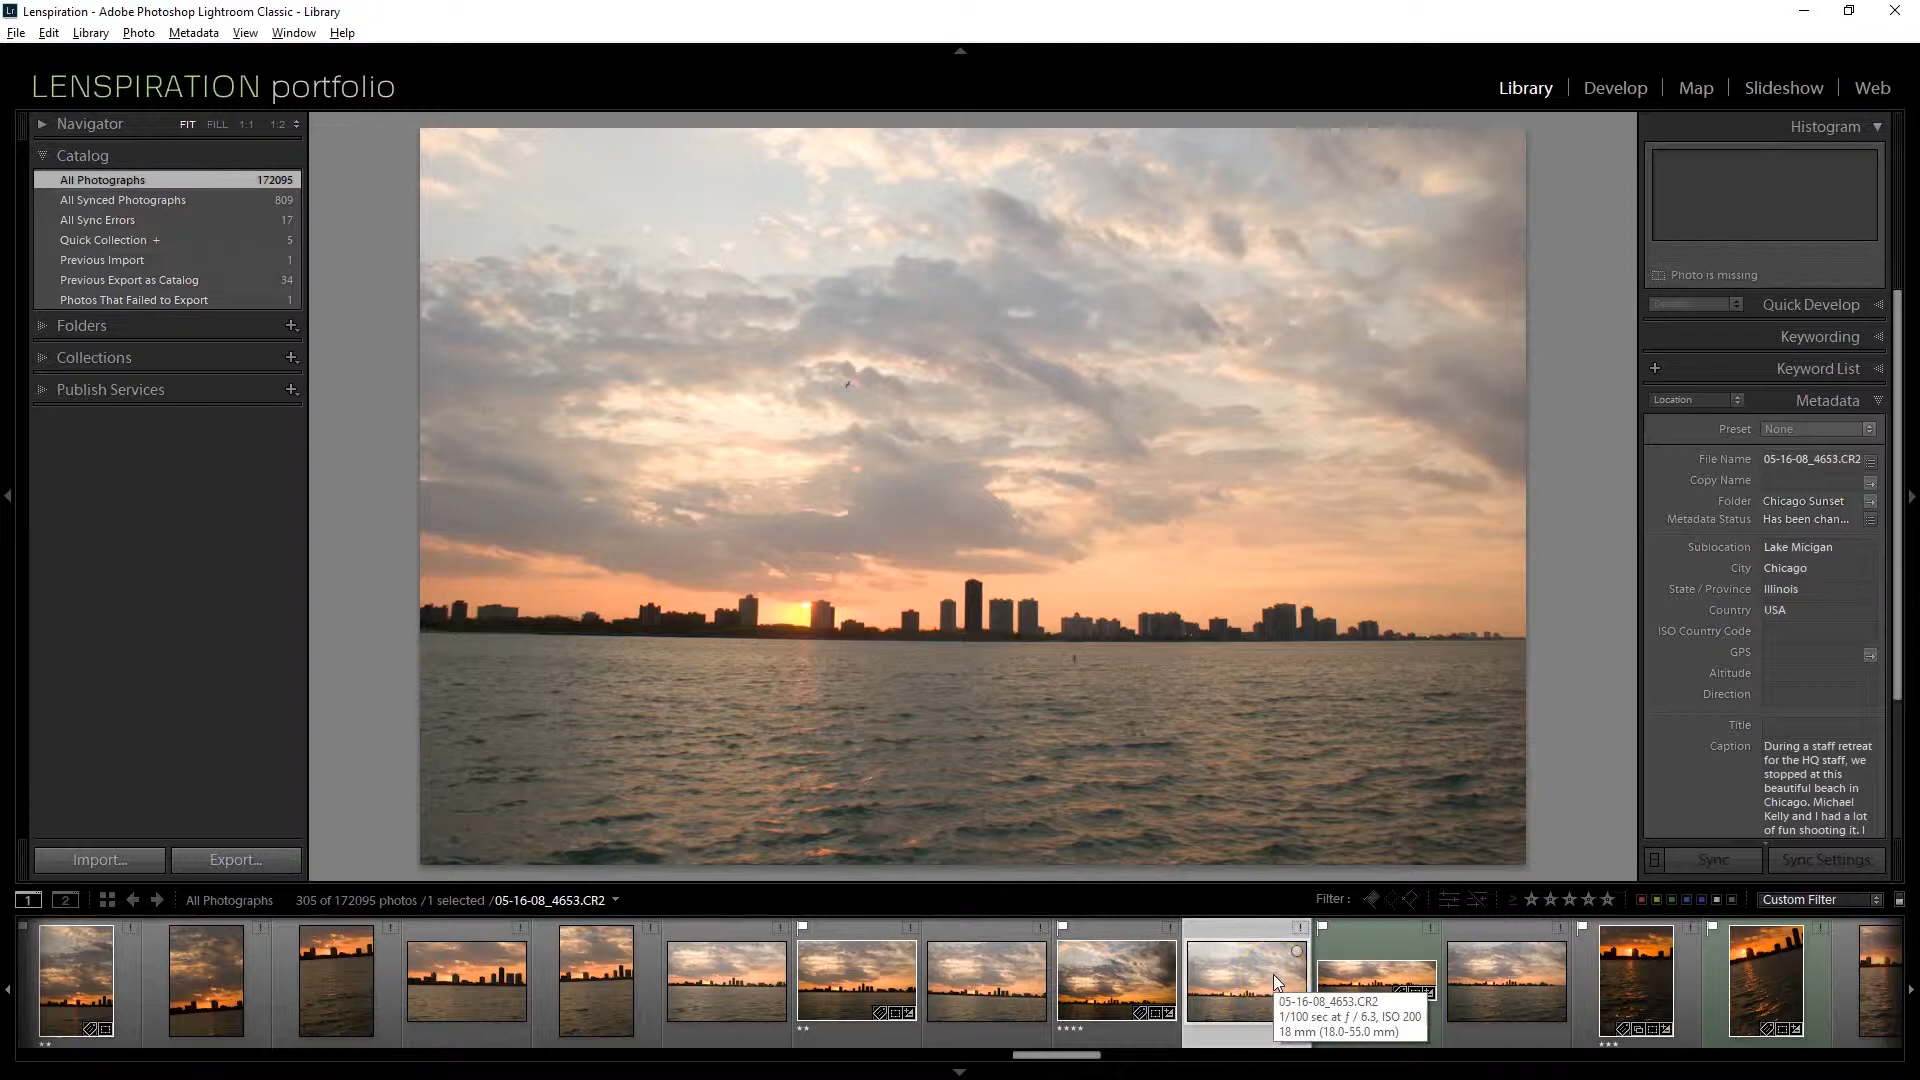 Lenspiration - Adobe Photoshop Lightroom Classic - Library
File Edit Library Photo Metadata View Window Help
LENSPIRATION portfolio
Library Develop Map Slideshow Web
Navigator FIT FILL 1:1 1:2
Catalog
All Photographs 172095
All Synced Photographs 809
All Sync Errors 17
Quick Collection + 5
Previous Import 1
Previous Export as Catalog 34
Photos That Failed to Export 1
Folders
Collections
Publish Services
Import...
Export...
Histogram
Photo is missing
Quick Develop
Keywording
Keyword List
Location Metadata
Preset None
File Name 05-16-08_4653.CR2
Copy Name
Folder Chicago Sunset
Metadata Status Has been chan...
Sublocation Lake Micigan
City Chicago
State / Province Illinois
Country USA
ISO Country Code
GPS
Altitude
Direction
Title
Caption During a staff retreat
for the HQ staff, we
stopped at this
beautiful beach in
Chicago. Michael
Kelly and I had a lot
of fun shooting it. I
Sync Sync Settings
1 2 All Photographs 305 of 172095 photos /1 selected /05-16-08_4653.CR2
Filter : Custom Filter
05-16-08_4653.CR2
1/100 sec at ƒ / 6.3, ISO 200
18 mm (18.0-55.0 mm)